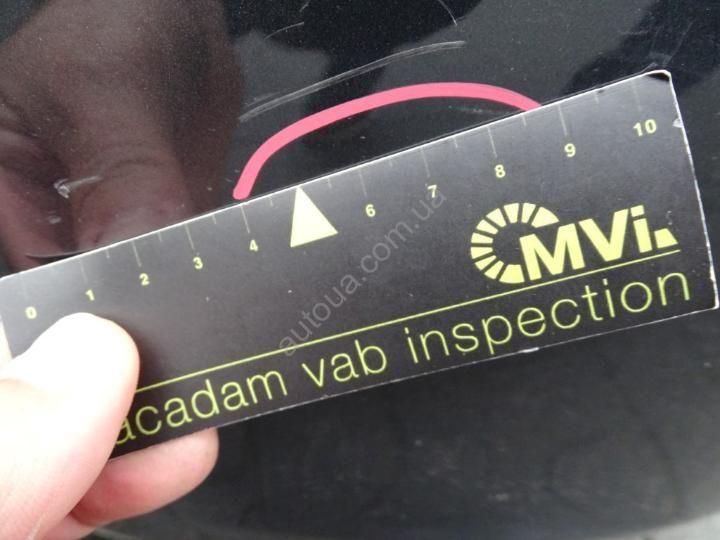 0 1 2 3 4 6 7 8 9 10
MVi
acadam vab inspection
autoua.com.ua